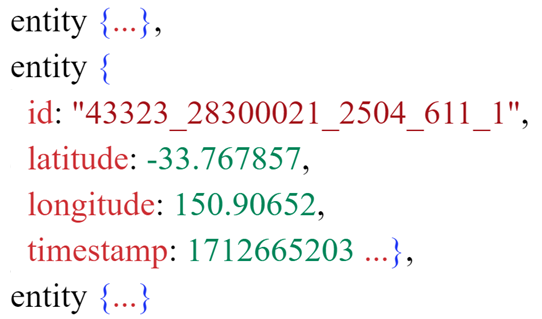 entity {...},
entity {
id: "43323_28300021_2504_611_1",
latitude: -33.767857,
longitude: 150.90652,
timestamp: 1712665203 ...},
entity {...}